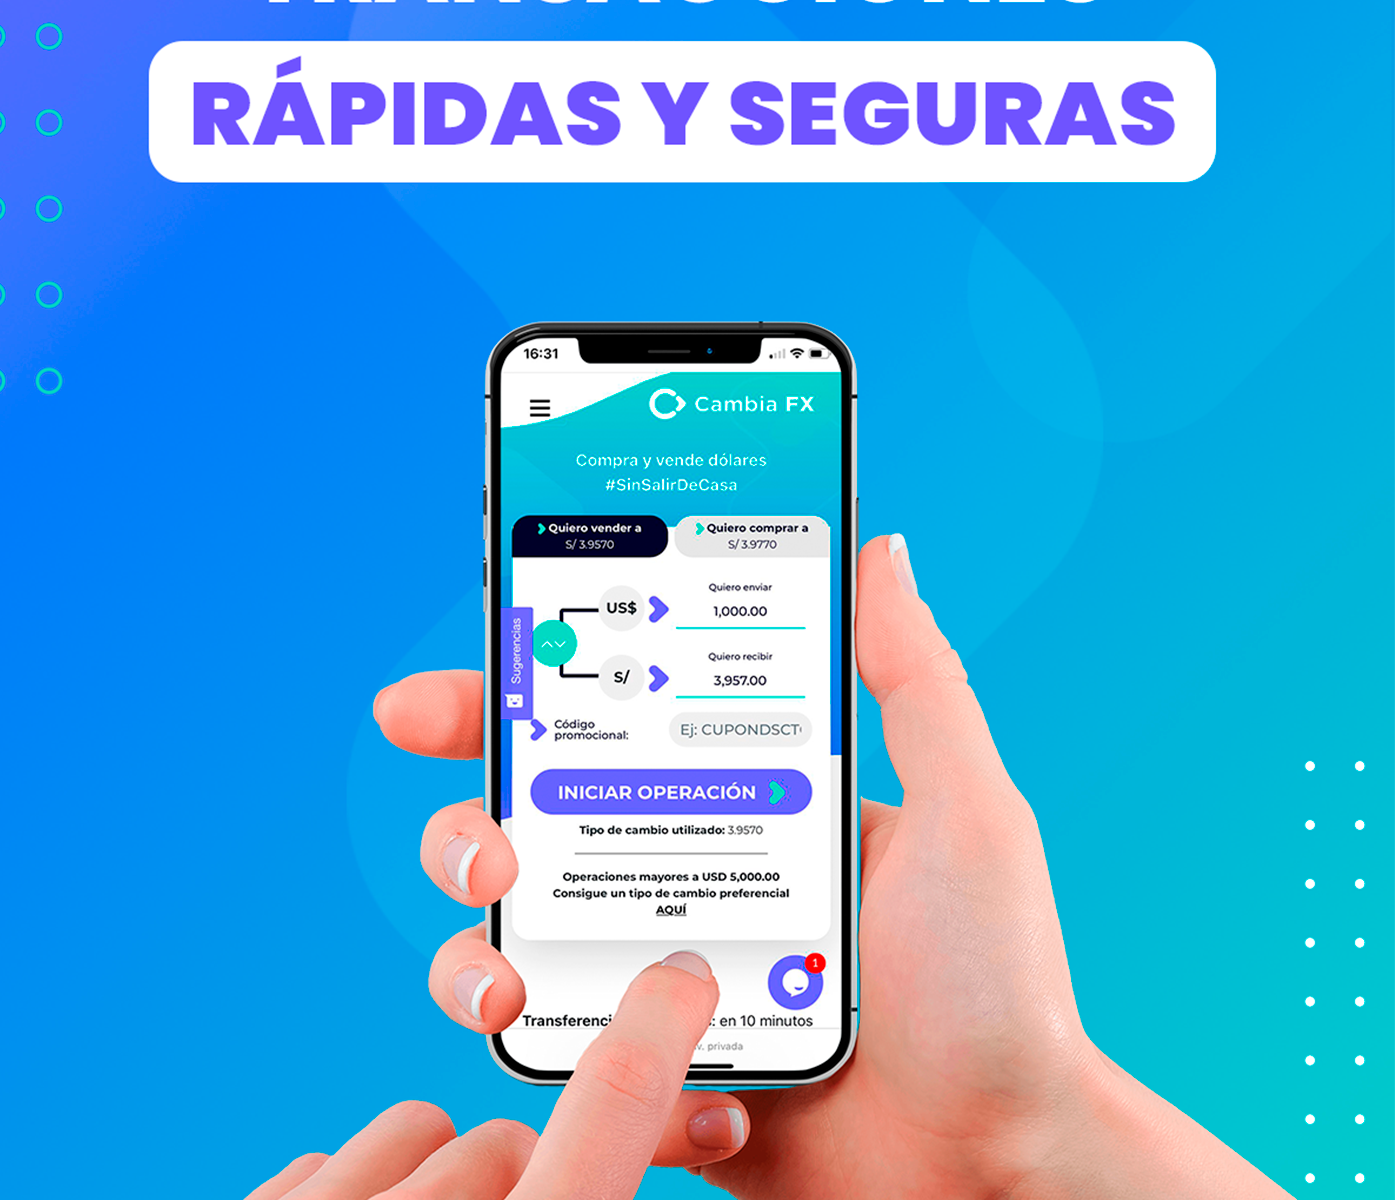 TRANSACCIONES
RÁPIDAS Y SEGURAS
16:31
Cambia FX
Compra y vende dólares
#SinSalirDeCasa
Quiero vender a
S/ 3.9570
Quiero comprar a
S/ 3.9770
Quiero enviar
US$
1,000.00
Sugerencias
Quiero recibir
S/
3,957.00
Código
promocional:
Ej: CUPONDSCT
INICIAR OPERACIÓN
Tipo de cambio utilizado: 3.9570
Operaciones mayores a USD 5,000.00
Consigue un tipo de cambio preferencial
AQUÍ
1
: en 10 minutos
privada